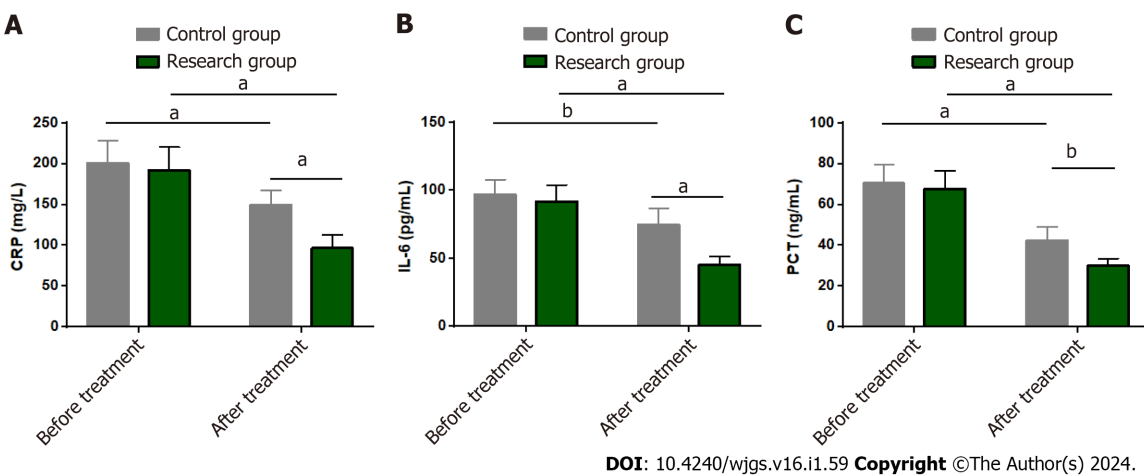 A
Control group
Research group
a
a
a
CRP (mg/L)
250
200
150
100
50
0
Before treatment
After treatment
B
Control group
Research group
a
b
a
IL-6 (pg/mL)
150
100
50
0
Before treatment
After treatment
C
Control group
Research group
a
a
b
PCT (ng/mL)
100
80
60
40
20
0
Before treatment
After treatment
DOI: 10.4240/wjgs.v16.i1.59 Copyright ©The Author(s) 2024.